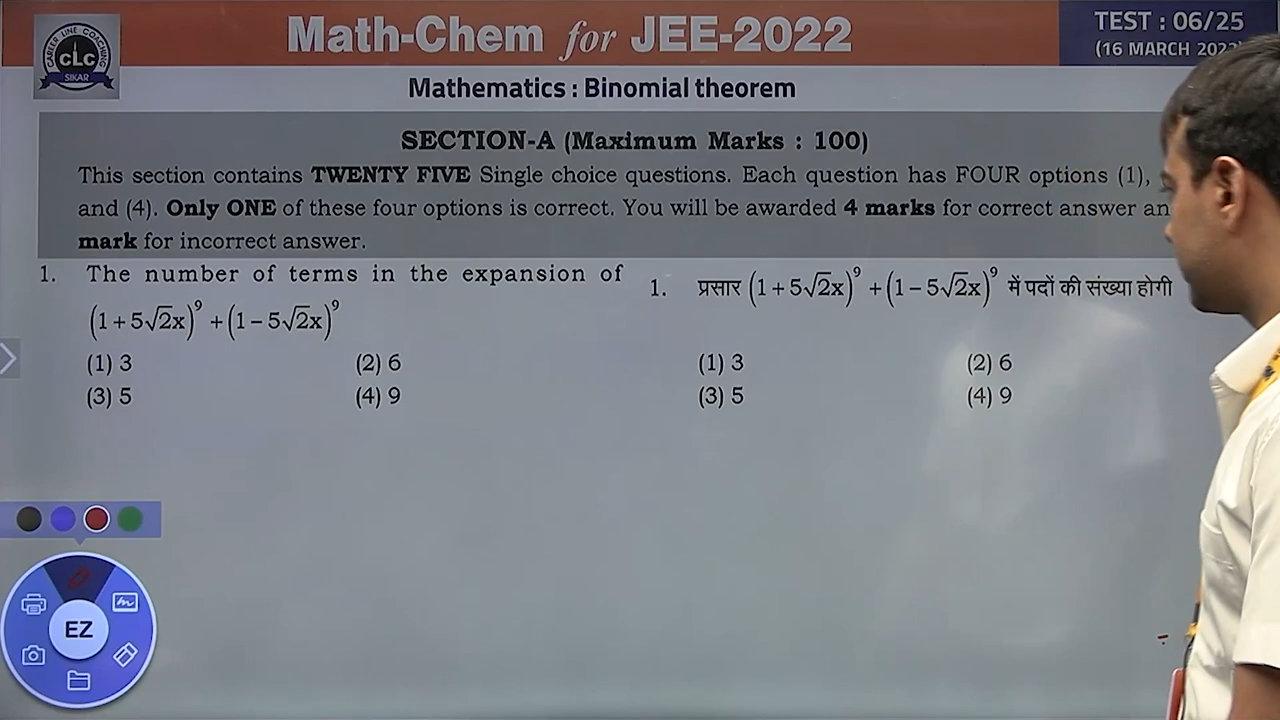 CAREER LINE COACHING
CLC
SIKAR
Math-Chem for JEE-2022
TEST : 06/25
(16 MARCH 2022)
Mathematics : Binomial theorem
SECTION-A (Maximum Marks : 100)
This section contains TWENTY FIVE Single choice questions. Each question has FOUR options (1),
and (4). Only ONE of these four options is correct. You will be awarded 4 marks for correct answer an
mark for incorrect answer.
1. The number of terms in the expansion of
(1+5√2x)⁹ +(1−5√2x)⁹
(1) 3 (2) 6
(3) 5 (4) 9
1. प्रसार (1+5√2x)⁹ +(1−5√2x)⁹ में पदों की संख्या होगी
(1) 3 (2) 6
(3) 5 (4) 9
EZ